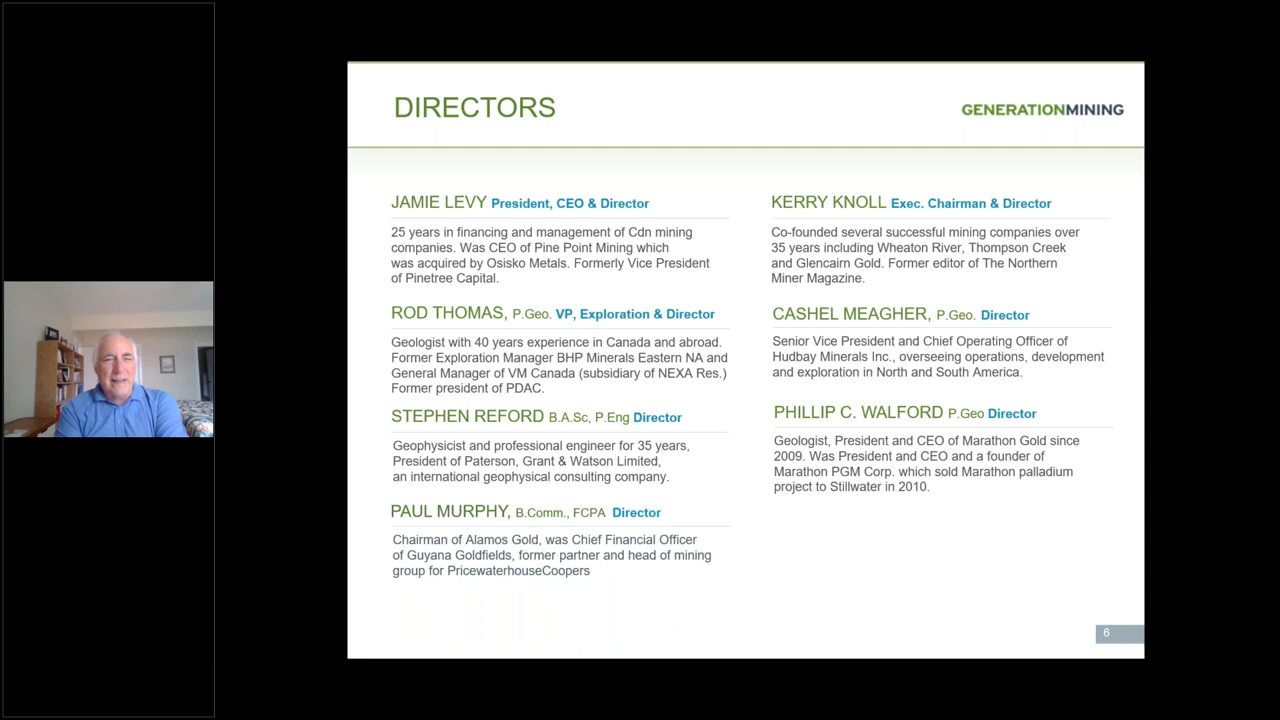 DIRECTORS
GENERATIONMINING
JAMIE LEVY President, CEO & Director
25 years in financing and management of Cdn mining
companies. Was CEO of Pine Point Mining which
was acquired by Osisko Metals. Formerly Vice President
of Pinetree Capital.
ROD THOMAS, P.Geo. VP, Exploration & Director
Geologist with 40 years experience in Canada and abroad.
Former Exploration Manager BHP Minerals Eastern NA and
General Manager of VM Canada (subsidiary of NEXA Res.)
Former president of PDAC.
STEPHEN REFORD B.A.Sc, P.Eng Director
Geophysicist and professional engineer for 35 years,
President of Paterson, Grant & Watson Limited,
an international geophysical consulting company.
PAUL MURPHY, B.Comm., FCPA Director
Chairman of Alamos Gold, was Chief Financial Officer
of Guyana Goldfields, former partner and head of mining
group for PricewaterhouseCoopers
KERRY KNOLL Exec. Chairman & Director
Co-founded several successful mining companies over
35 years including Wheaton River, Thompson Creek
and Glencairn Gold. Former editor of The Northern
Miner Magazine.
CASHEL MEAGHER, P.Geo. Director
Senior Vice President and Chief Operating Officer of
Hudbay Minerals Inc., overseeing operations, development
and exploration in North and South America.
PHILLIP C. WALFORD P.Geo Director
Geologist, President and CEO of Marathon Gold since
2009. Was President and CEO and a founder of
Marathon PGM Corp. which sold Marathon palladium
project to Stillwater in 2010.
6